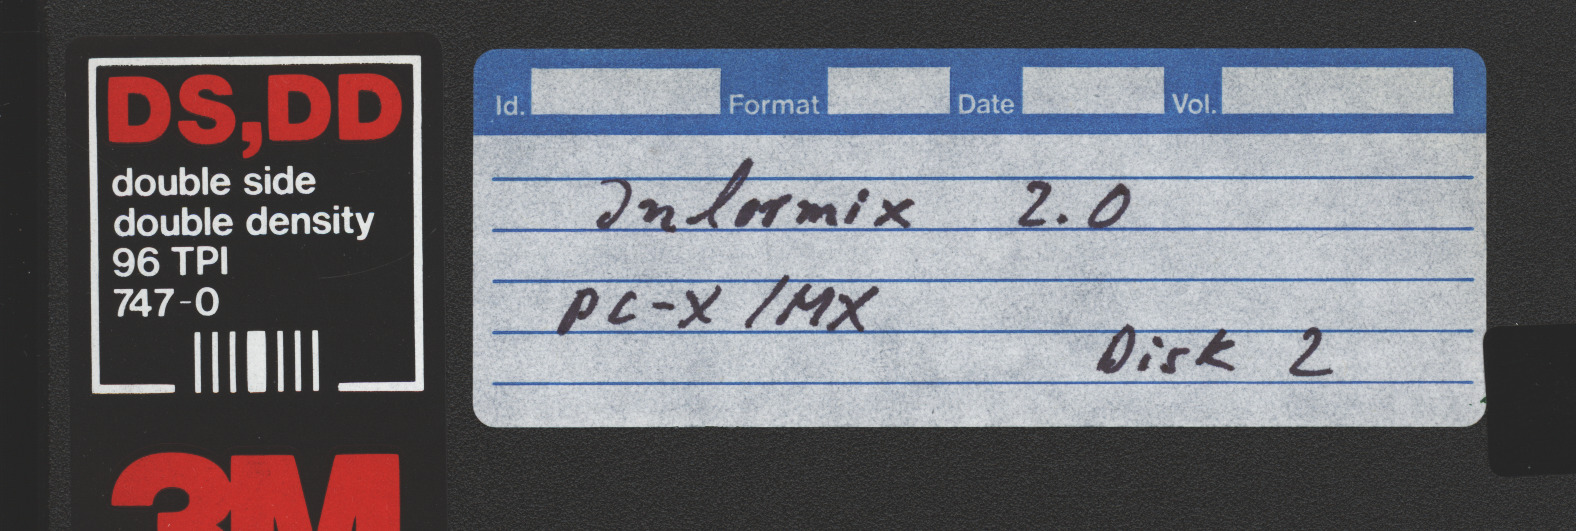 DS,DD
double side
double density
96 TPI
747-0
3M
Id. Format Date Vol.
Informix 2.0
PC-X /MX
Disk 2